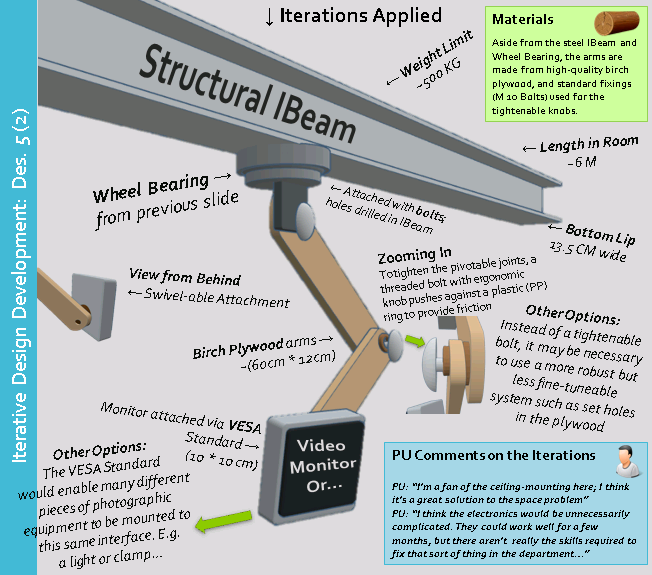 Iterative Design Development: Des. 5 (2)
↓ Iterations Applied
Materials
Aside from the steel IBeam and
Wheel Bearing, the arms are
made from high-quality birch
plywood, and standard fixings
(M 10 Bolts) used for the
tightenable knobs.
← Weight Limit
~500 KG
Structural IBeam
← Length in Room
~6 M
Wheel Bearing →
from previous slide
← Attached with bolts:
holes drilled in IBeam
← Bottom Lip
13.5 CM wide
Zooming In
To tighten the pivotable joints, a
threaded bolt with ergonomic
knob pushes against a plastic (PP)
ring to provide friction
View from Behind
← Swivel-able Attachment
Other Options:
Instead of a tightenable
bolt, it may be necessary
to use a more robust but
less fine-tuneable
system such as set holes
in the plywood
Birch Plywood arms →
~(60cm * 12cm)
Monitor attached via VESA
Standard →
(10 * 10 cm)
Video
Monitor
Or...
Other Options:
The VESA Standard
would enable many different
pieces of photographic
equipment to be mounted to
this same interface. E.g.
a light or clamp...
PU Comments on the Iterations
PU: “I’m a fan of the ceiling-mounting here; I think
it’s a great solution to the space problem”
PU: “I think the electronics would be unnecessarily
complicated. They could work well for a few
months, but there aren’t really the skills required to
fix that sort of thing in the department...”